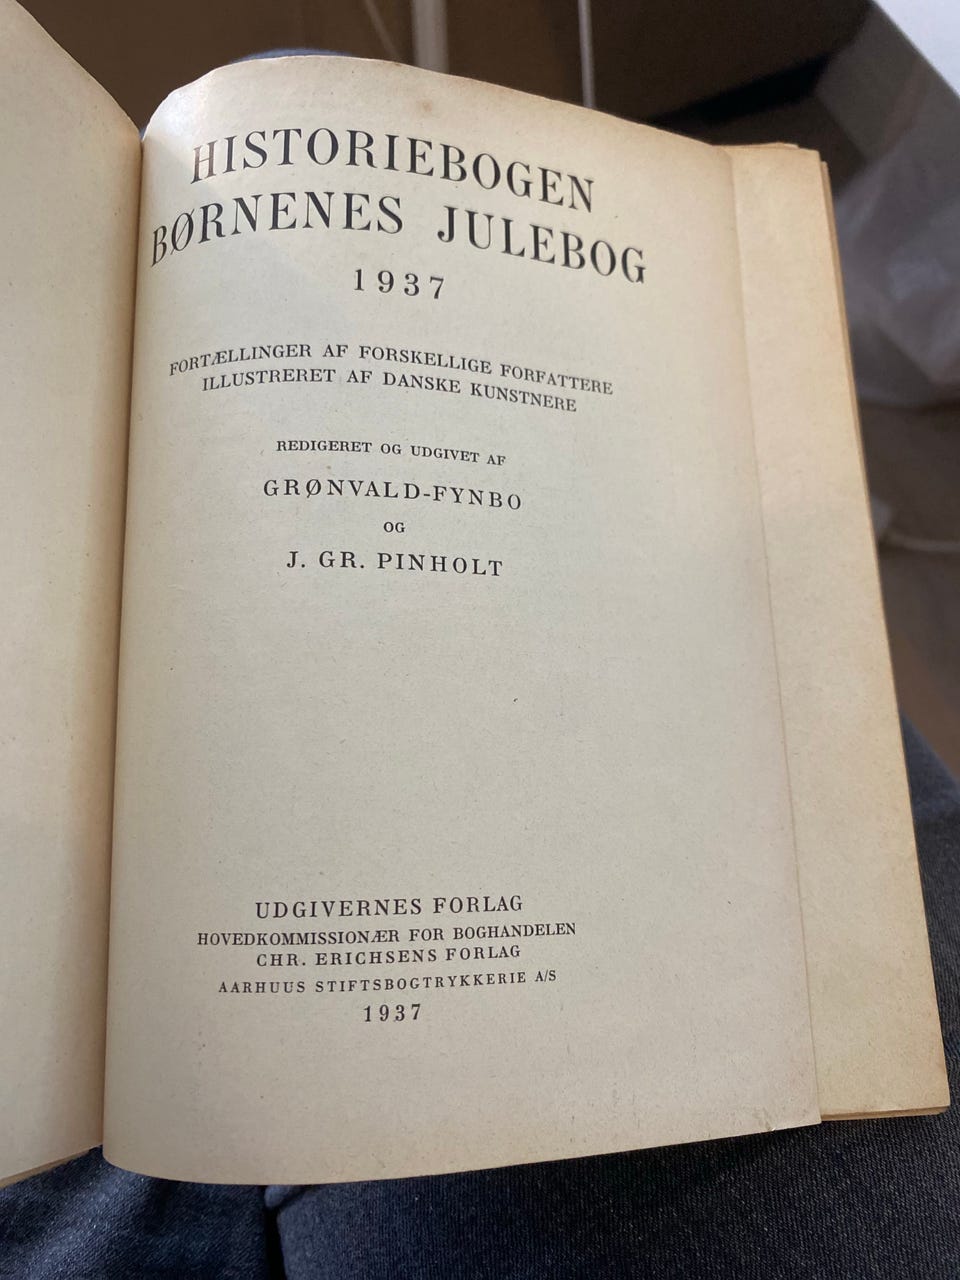 HISTORIEBOGEN
BØRNENES JULEBOG
1937
FORTÆLLINGER AF FORSKELLIGE FORFATTERE
ILLUSTRERET AF DANSKE KUNSTNERE
REDIGERET OG UDGIVET AF
GRØNVALD-FYNBO
OG
J. GR. PINHOLT
UDGIVERNES FORLAG
HOVEDKOMMISSIONÆR FOR BOGHANDELEN
CHR. ERICHSENS FORLAG
AARHUUS STIFTSBOGTRYKKERIE A/S
1937